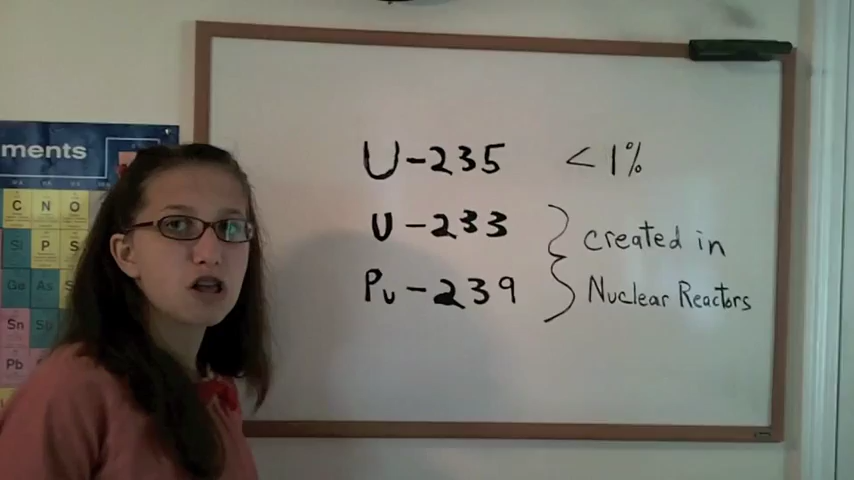 ments
C N O
Si P S
Ge As
Sn Sb
Pb
U-235 < 1%
U-233
Pu-239
} created in
Nuclear Reactors